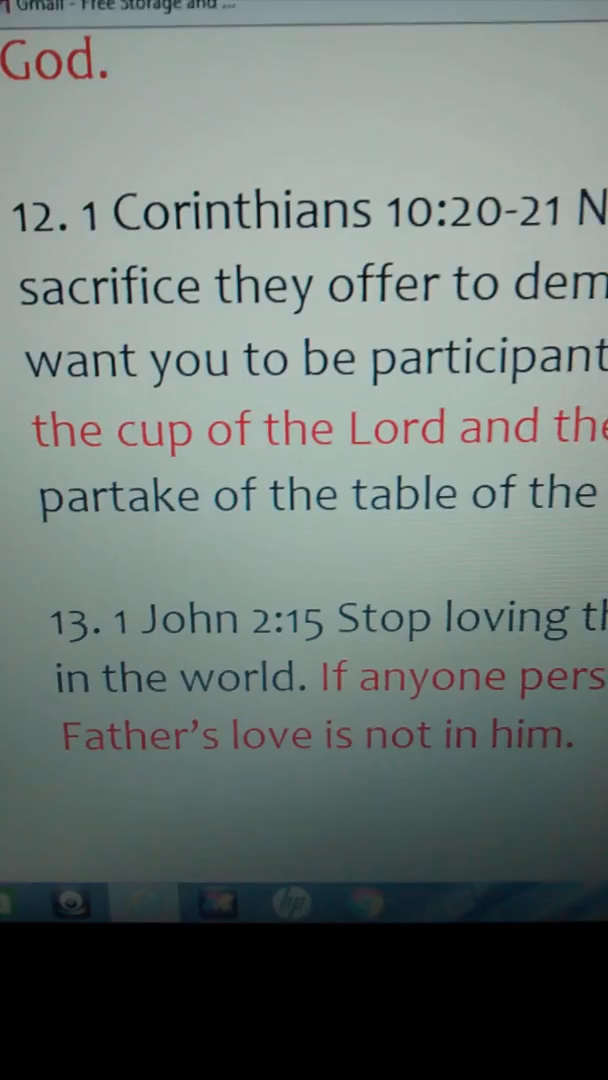 Gmail - Free Storage and ...
God.
12. 1 Corinthians 10:20-21 N
sacrifice they offer to dem
want you to be participant
the cup of the Lord and the
partake of the table of the
13. 1 John 2:15 Stop loving th
in the world. If anyone pers
Father's love is not in him.
hp